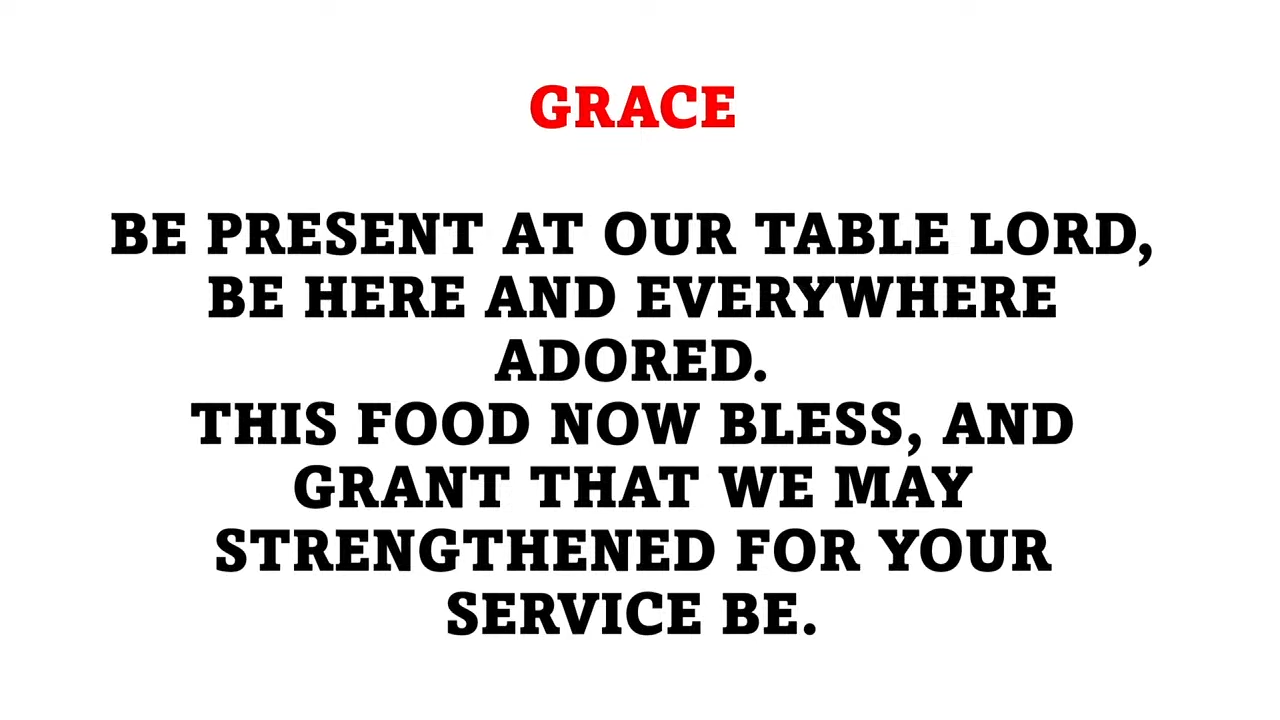 GRACE
BE PRESENT AT OUR TABLE LORD,
BE HERE AND EVERYWHERE
ADORED.
THIS FOOD NOW BLESS, AND
GRANT THAT WE MAY
STRENGTHENED FOR YOUR
SERVICE BE.